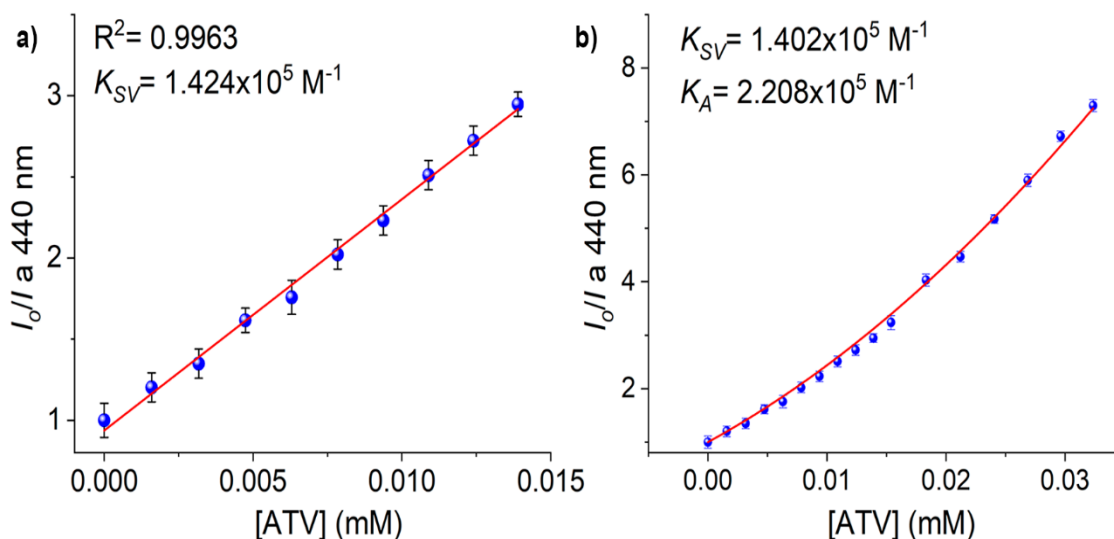 a)
R²= 0.9963
K_SV= 1.424x10⁵ M⁻¹
3
2
1
I_o/I a 440 nm
0.000 0.005 0.010 0.015
[ATV] (mM)
b)
K_SV= 1.402x10⁵ M⁻¹
K_A= 2.208x10⁵ M⁻¹
8
6
4
2
I_o/I a 440 nm
0.00 0.01 0.02 0.03
[ATV] (mM)